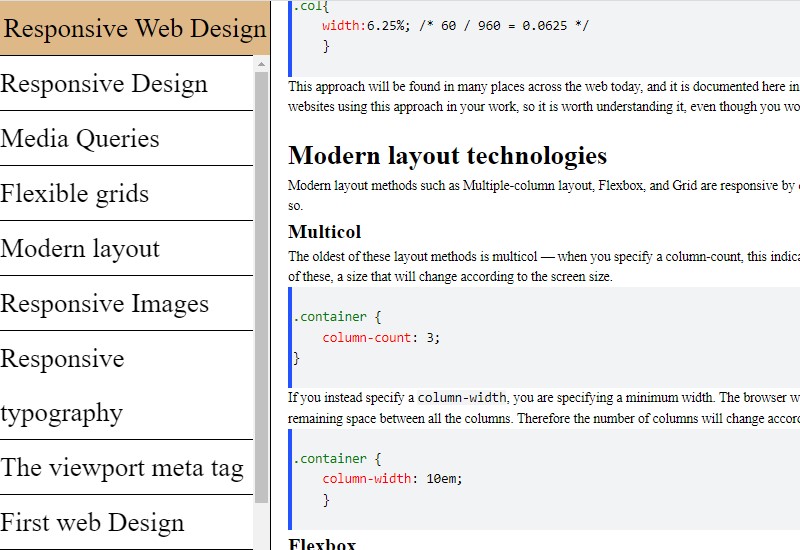 Responsive Web Design
Responsive Design
Media Queries
Flexible grids
Modern layout
Responsive Images
Responsive
typography
The viewport meta tag
First web Design
.col{
width:6.25%; /* 60 / 960 = 0.0625 */
}
This approach will be found in many places across the web today, and it is documented here in
websites using this approach in your work, so it is worth understanding it, even though you wo
Modern layout technologies
Modern layout methods such as Multiple-column layout, Flexbox, and Grid are responsive by
so.
Multicol
The oldest of these layout methods is multicol — when you specify a column-count, this indica
of these, a size that will change according to the screen size.
.container {
column-count: 3;
}
If you instead specify a column-width, you are specifying a minimum width. The browser w
remaining space between all the columns. Therefore the number of columns will change accord
.container {
column-width: 10em;
}
Flexbox